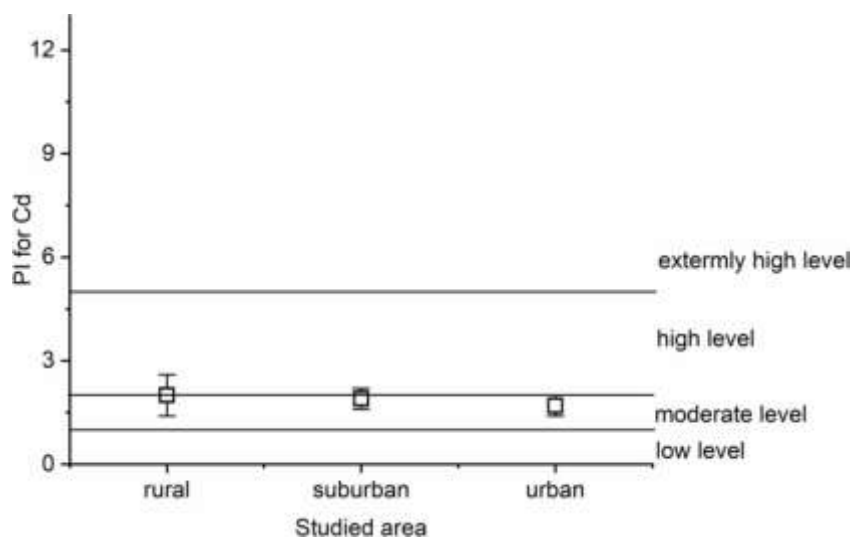 12
9
PI for Cd
6
extermly high level
high level
3
moderate level
low level
0
rural suburban urban
Studied area